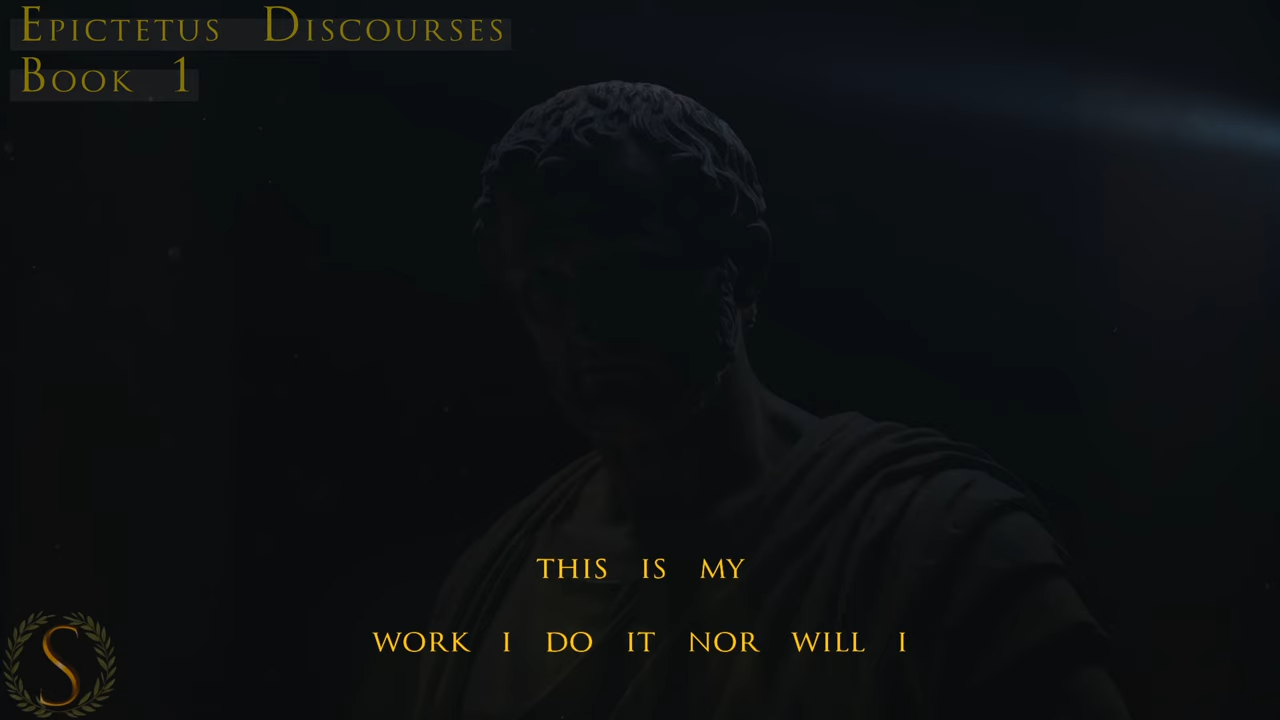 Epictetus Discourses
Book 1
THIS IS MY
WORK I DO IT NOR WILL I
S